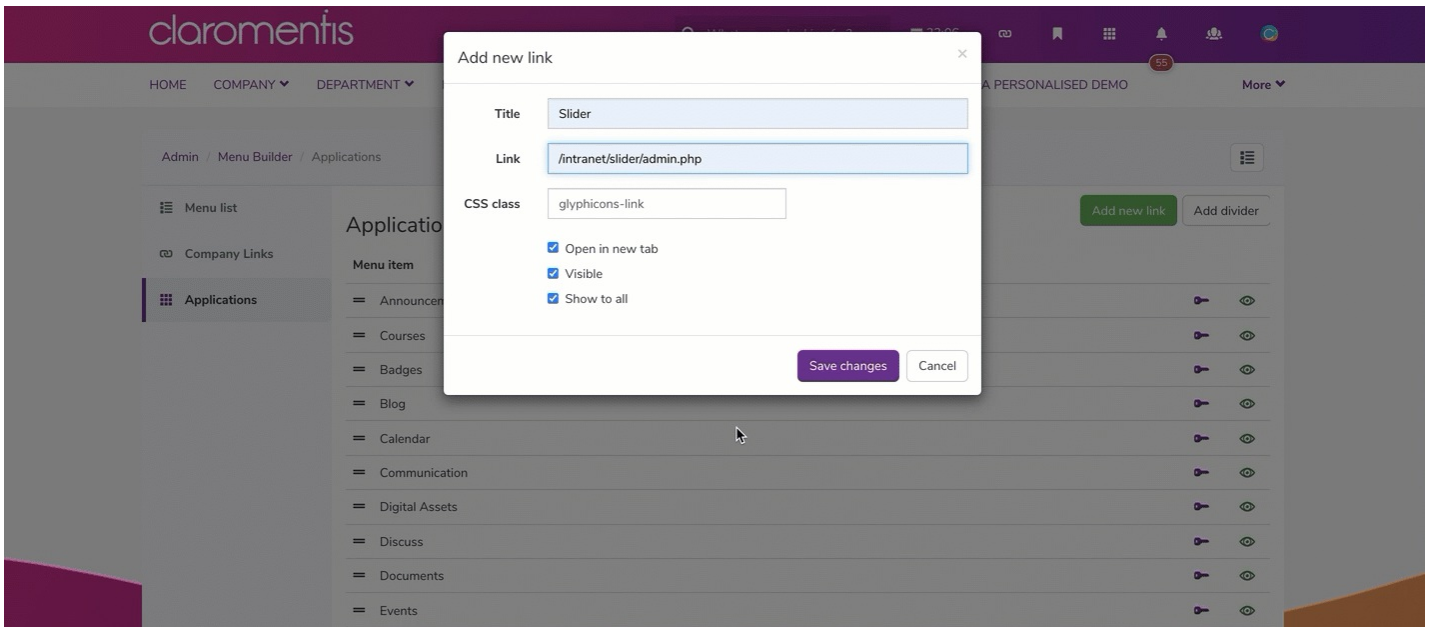 claromentis
55
HOME COMPANY DEPARTMENT A PERSONALISED DEMO More
Add new link ×
Title Slider
Link /intranet/slider/admin.php
CSS class glyphicons-link
Open in new tab
Visible
Show to all
Save changes Cancel
Admin / Menu Builder / Applications
Menu list
Company Links
Applications
Applicatio
Add new link Add divider
Menu item
Announcem
Courses
Badges
Blog
Calendar
Communication
Digital Assets
Discuss
Documents
Events